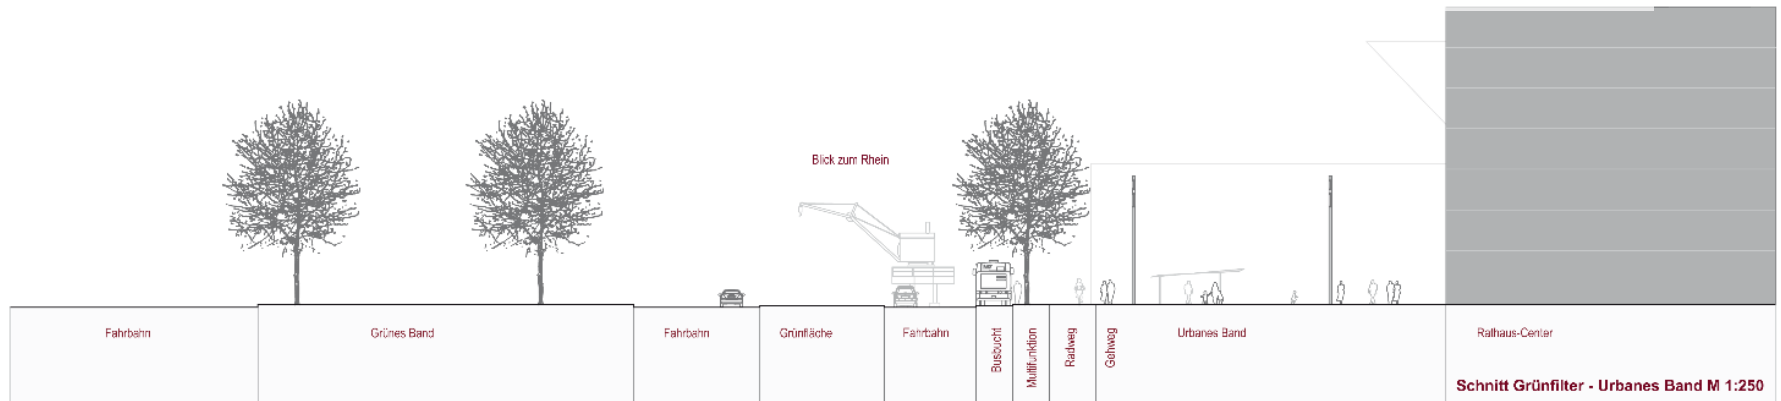 Blick zum Rhein
Fahrbahn
Grünes Band
Fahrbahn
Grünfläche
Fahrbahn
Busbucht
Multifunktion
Radweg
Gehweg
Urbanes Band
Rathaus-Center
Schnitt Grünfilter - Urbanes Band M 1:250